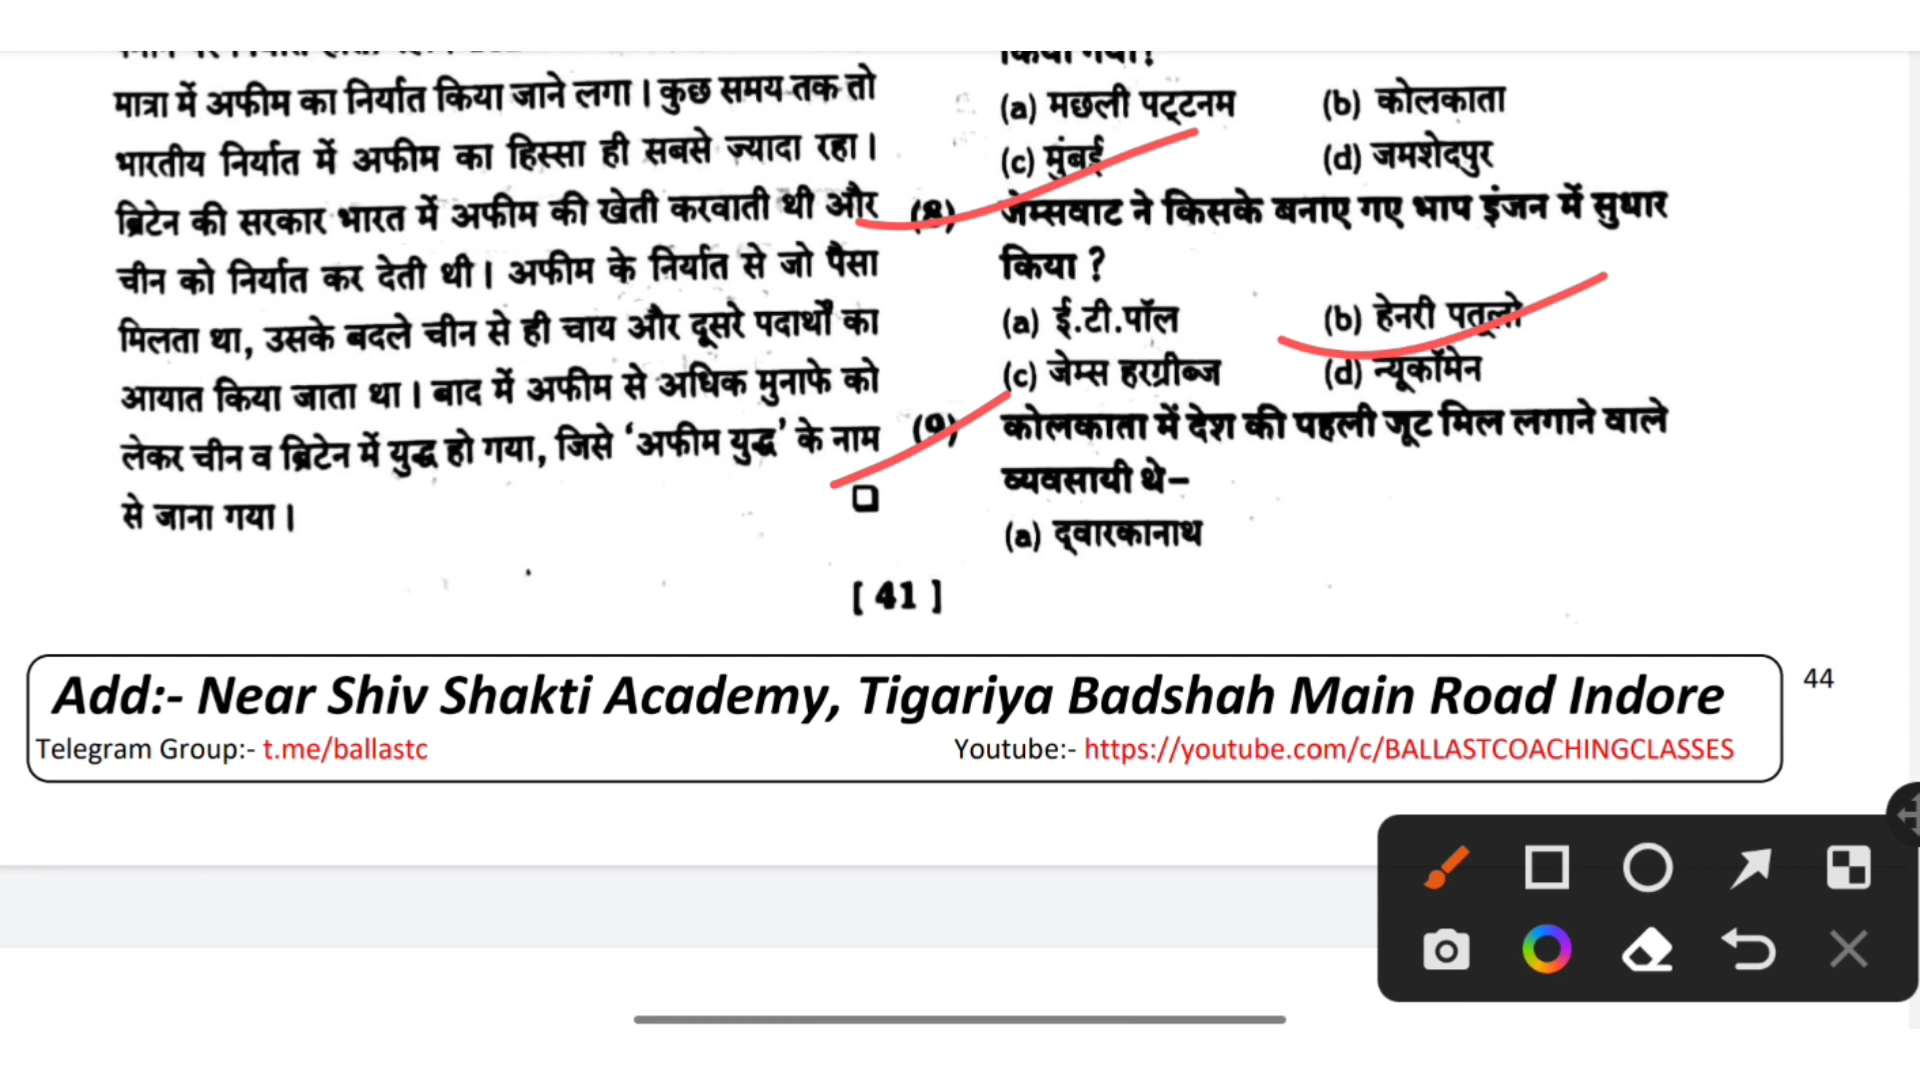 मात्रा में अफीम का निर्यात किया जाने लगा। कुछ समय तक तो
भारतीय निर्यात में अफीम का हिस्सा ही सबसे ज्यादा रहा।
ब्रिटेन की सरकार भारत में अफीम की खेती करवाती थी और
चीन को निर्यात कर देती थी। अफीम के निर्यात से जो पैसा
मिलता था, उसके बदले चीन से ही चाय और दूसरे पदार्थों का
आयात किया जाता था। बाद में अफीम से अधिक मुनाफे को
लेकर चीन व ब्रिटेन में युद्ध हो गया, जिसे ‘अफीम युद्ध’ के नाम
से जाना गया।
किया गया?
(a) मछली पट्टनम (b) कोलकाता
(c) मुंबई (d) जमशेदपुर
(8) जेम्सवाट ने किसके बनाए गए भाप इंजन में सुधार
किया ?
(a) ई.टी.पॉल (b) हेनरी पतूलो
(c) जेम्स हरग्रीब्ज (d) न्यूकॉमेन
(9) कोलकाता में देश की पहली जूट मिल लगाने वाले
व्यवसायी थे–
(a) द्वारकानाथ
[ 41 ]
Add:- Near Shiv Shakti Academy, Tigariya Badshah Main Road Indore
44
Telegram Group:- t.me/ballastc Youtube:- https://youtube.com/c/BALLASTCOACHINGCLASSES